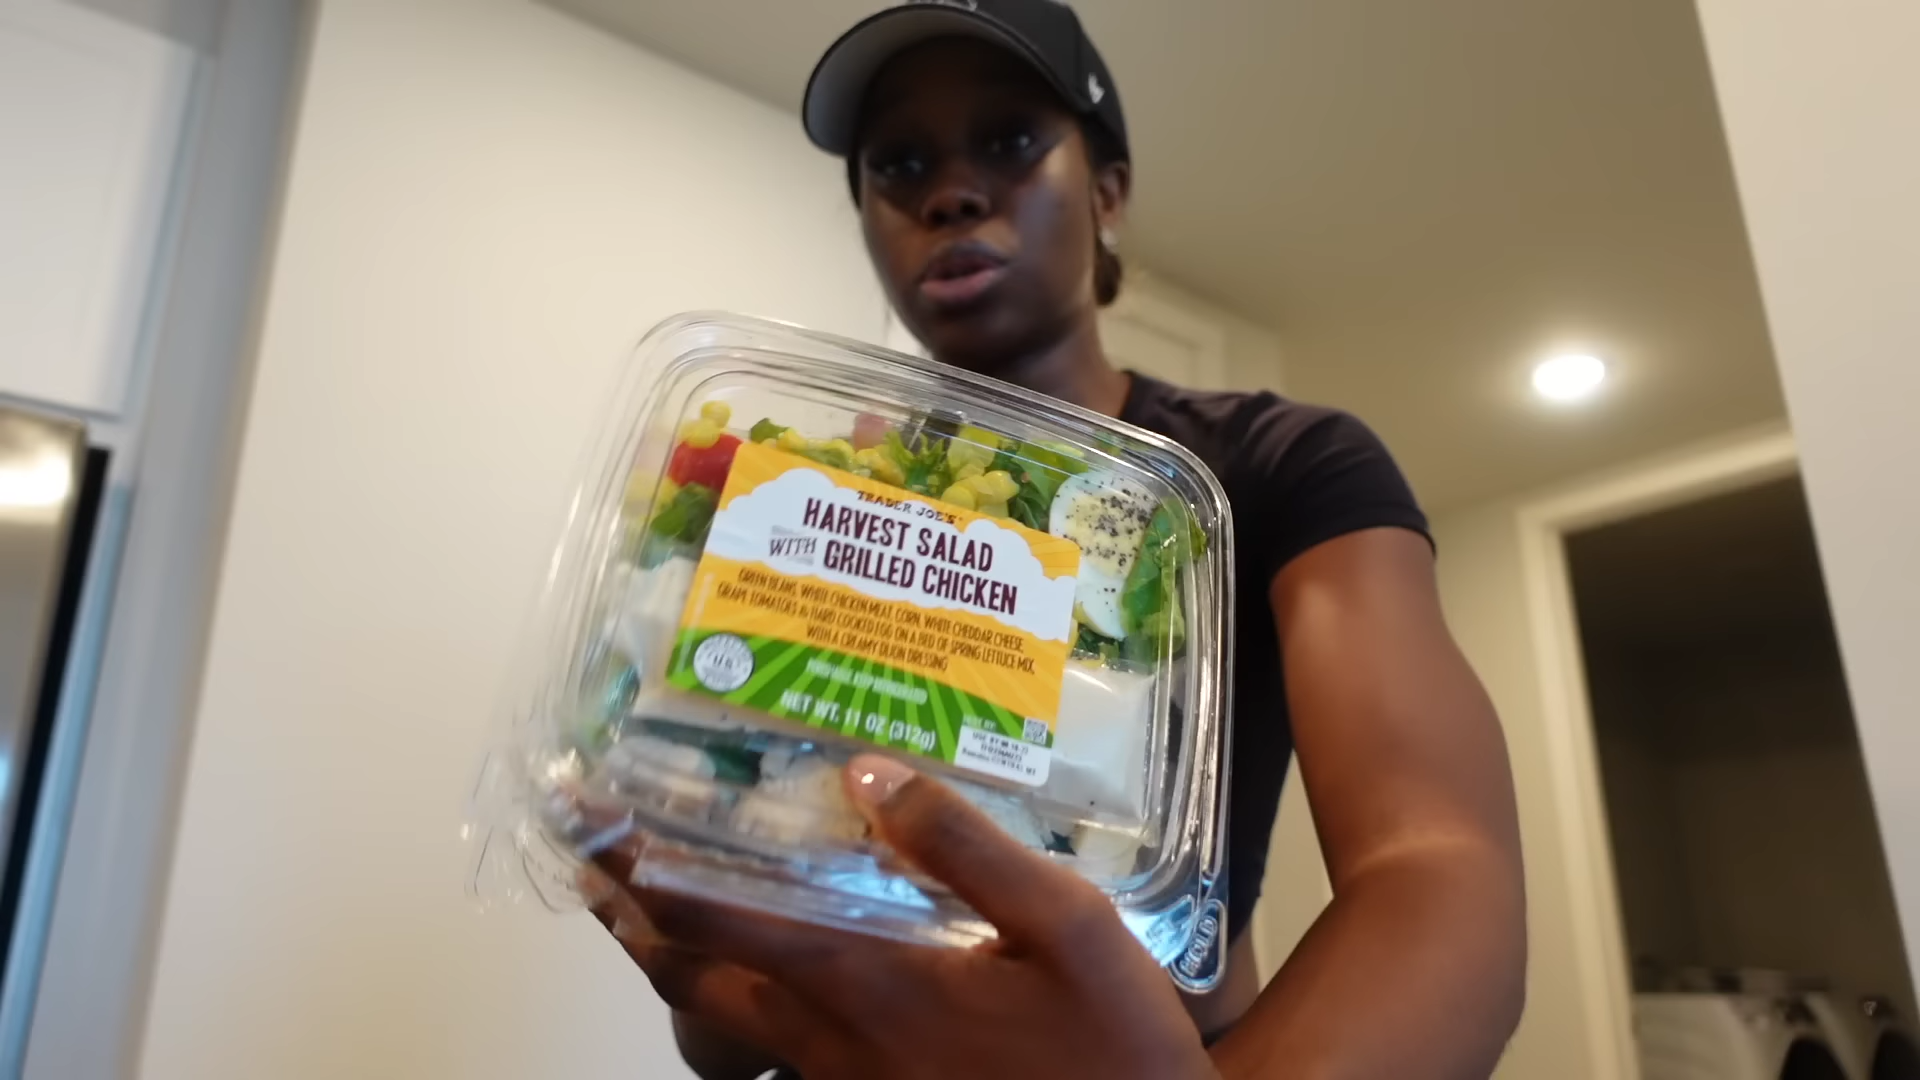 TRADER JOE'S
HARVEST SALAD
WITH GRILLED CHICKEN
GREEN BEANS, WHITE CHICKEN MEAT, CORN, WHITE CHEDDAR CHEESE,
GRAPE TOMATOES & HARD COOKED EGG ON A BED OF SPRING LETTUCE MIX,
WITH A CREAMY DIJON DRESSING
NET WT. 11 OZ (312g)
HOLD